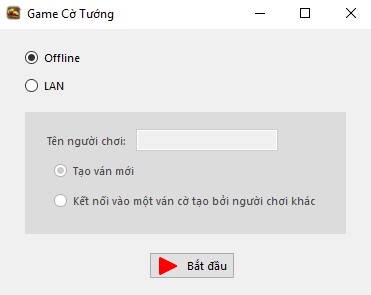 Game Cờ Tướng
Offline
LAN
Tên người chơi:
Tạo ván mới
Kết nối vào một ván cờ tạo bởi người chơi khác
Bắt đầu